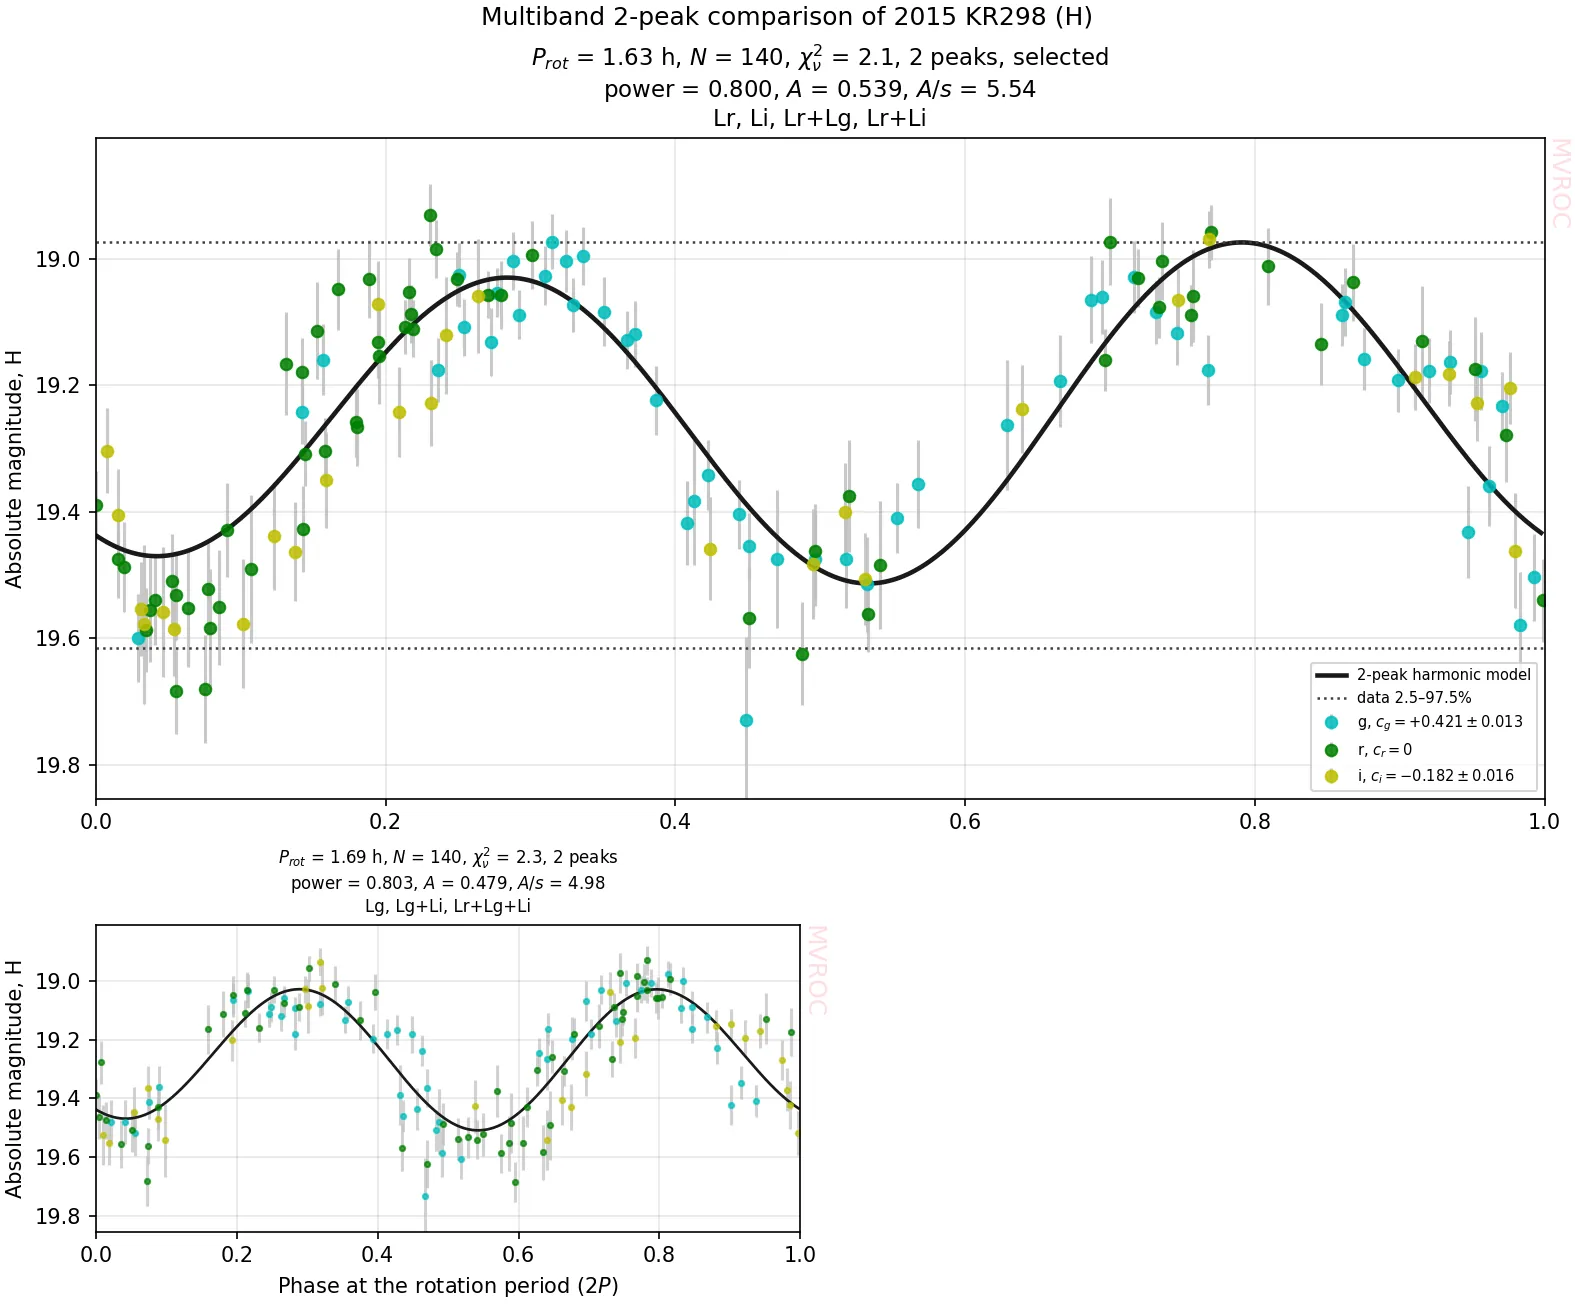 Multiband 2-peak comparison of 2015 KR298 (H)
P_rot = 1.63 h, N = 140, χ²_ν = 2.1, 2 peaks, selected
power = 0.800, A = 0.539, A/s = 5.54
Lr, Li, Lr+Lg, Lr+Li
MVROC
Absolute magnitude, H
19.0
19.2
19.4
19.6
19.8
2-peak harmonic model
data 2.5–97.5%
g, c_g = +0.421 ± 0.013
r, c_r = 0
i, c_i = −0.182 ± 0.016
0.0 0.2 0.4 0.6 0.8 1.0
P_rot = 1.69 h, N = 140, χ²_ν = 2.3, 2 peaks
power = 0.803, A = 0.479, A/s = 4.98
Lg, Lg+Li, Lr+Lg+Li
MVROC
Absolute magnitude, H
19.0
19.2
19.4
19.6
19.8
0.0 0.2 0.4 0.6 0.8 1.0
Phase at the rotation period (2P)